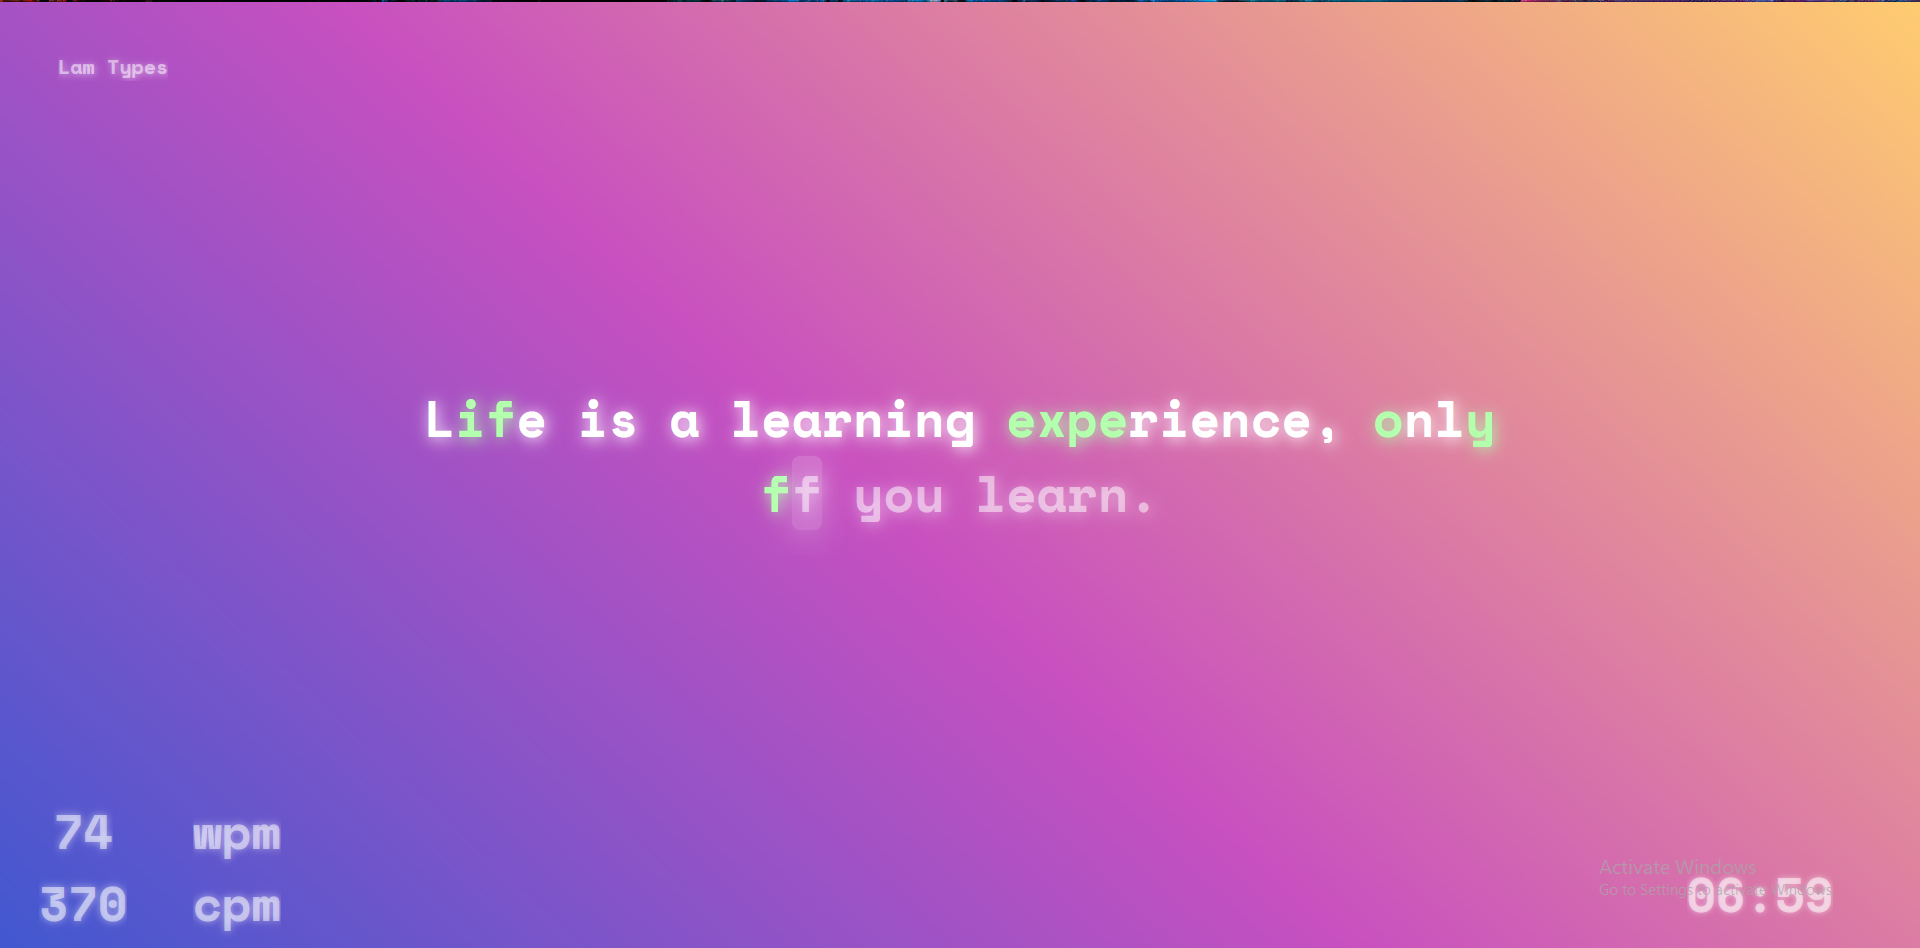 Lam Types
Life is a learning experience, only
ff you learn.
74 wpm
370 cpm
Activate Windows
Go to Settings to activate Windows.
06:59